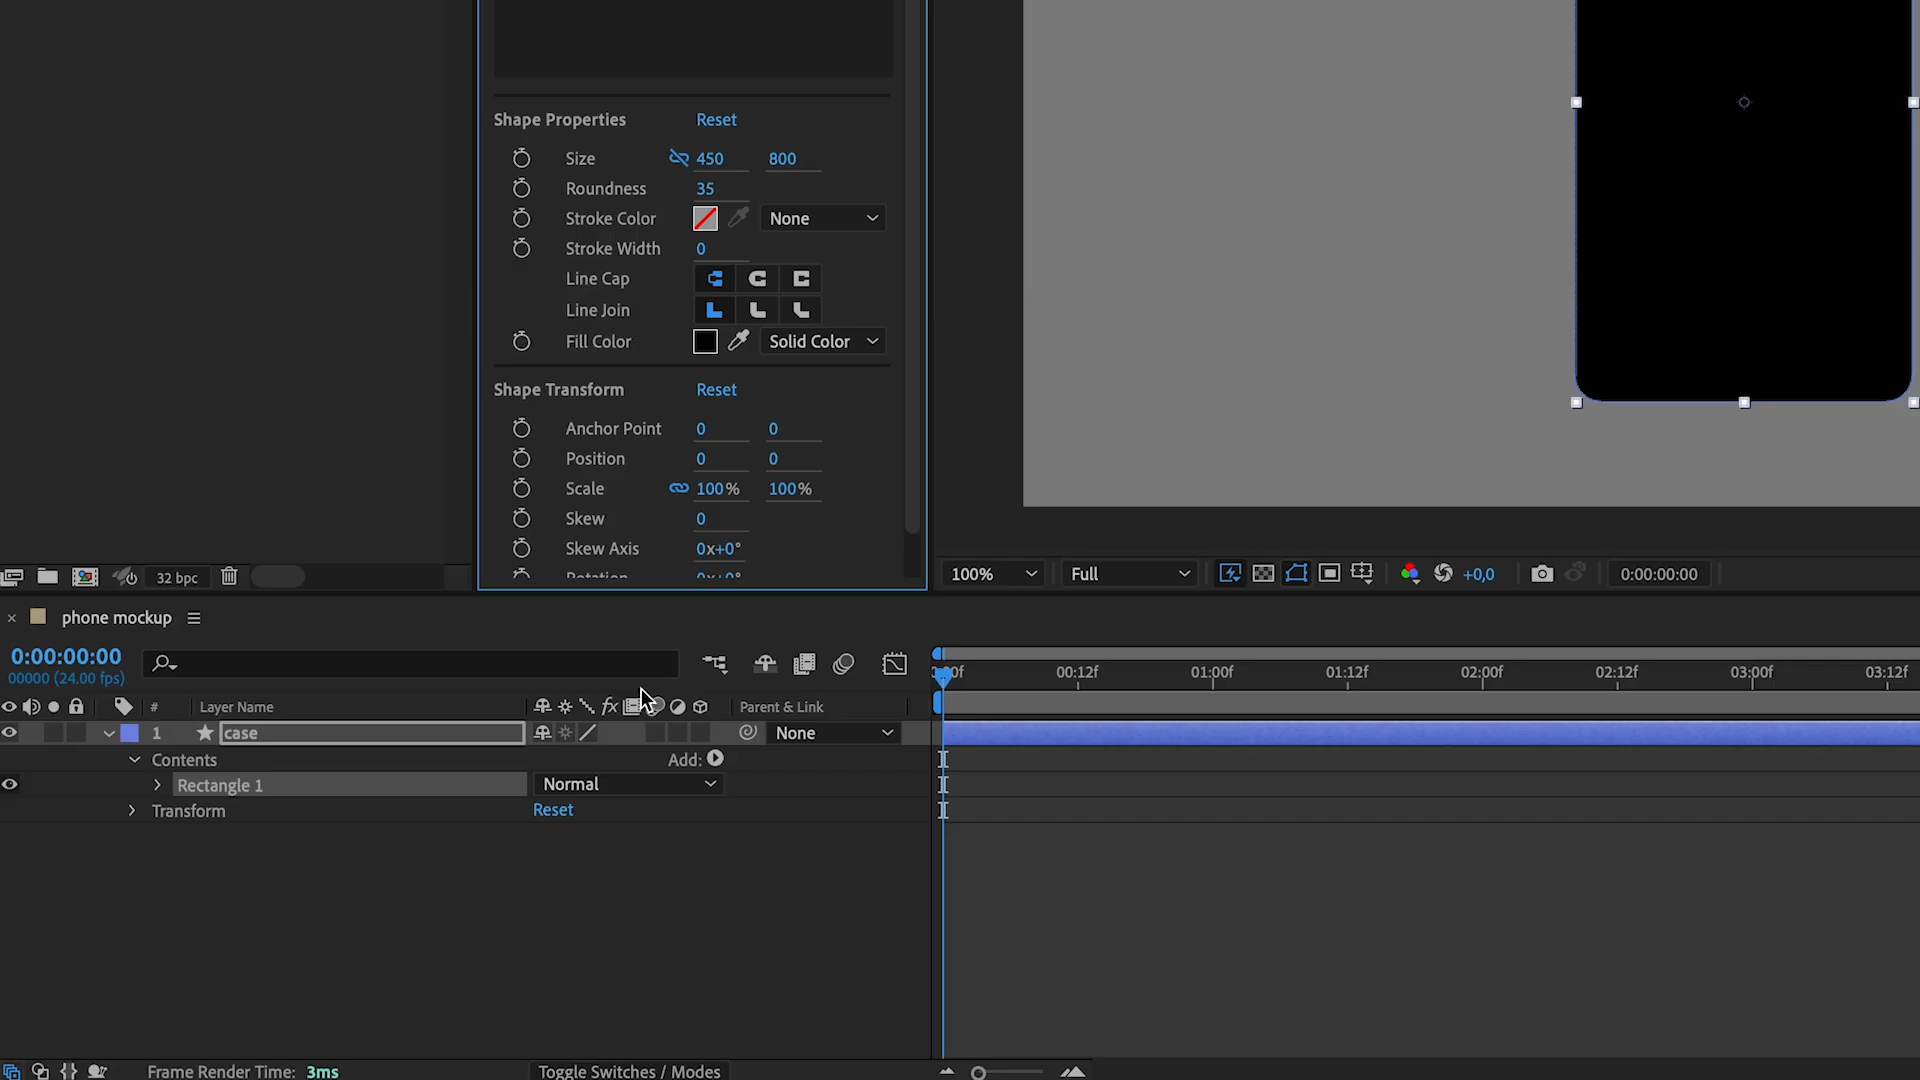 Shape Properties Reset
Size 450 800
Roundness 35
Stroke Color None
Stroke Width 0
Line Cap
Line Join
Fill Color Solid Color
Shape Transform Reset
Anchor Point 0 0
Position 0 0
Scale 100% 100%
Skew 0
Skew Axis 0x+0°
Rotation 0x+0°
32 bpc
100% Full +0,0 0:00:00:00
phone mockup
0:00:00:00
00000 (24.00 fps)
00:12f 01:00f 01:12f 02:00f 02:12f 03:00f 03:12f
# Layer Name fx Parent & Link
1 case None
Contents Add:
Rectangle 1 Normal
Transform Reset
Frame Render Time: 3ms Toggle Switches / Modes